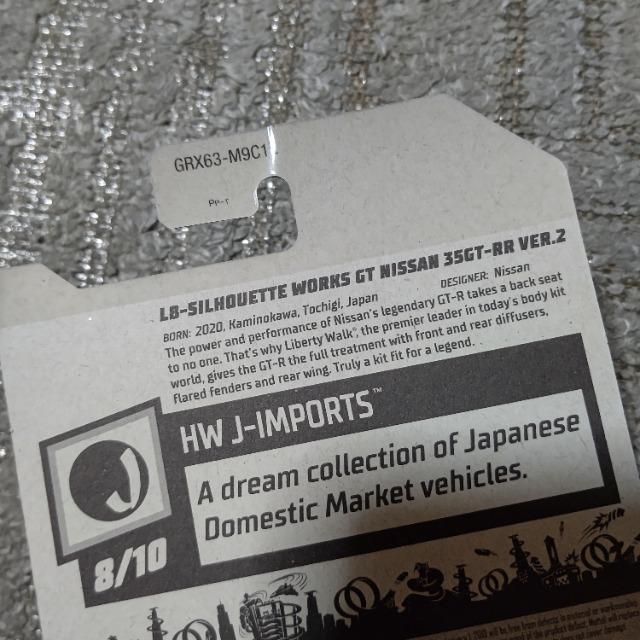 GRX63-M9C1
LB-SILHOUETTE WORKS GT NISSAN 35GT-RR VER.2
BORN: 2020, Kaminokawa, Tochigi, Japan DESIGNER: Nissan
The power and performance of Nissan's legendary GT-R takes a back seat
to no one. That's why Liberty Walk®, the premier leader in today's body kit
world, gives the GT-R the full treatment with front and rear diffusers,
flared fenders and rear wing. Truly a kit fit for a legend.
HW J-IMPORTS™
A dream collection of Japanese
Domestic Market vehicles.
8/10